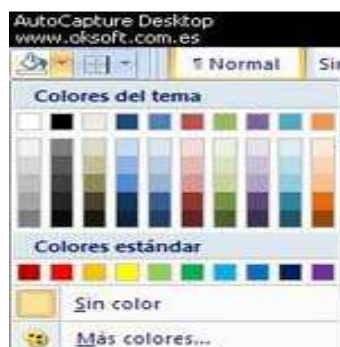 AutoCapture Desktop
www.oksoft.com.es
¶ Normal
Colores del tema
Colores estándar
Sin color
Más colores...